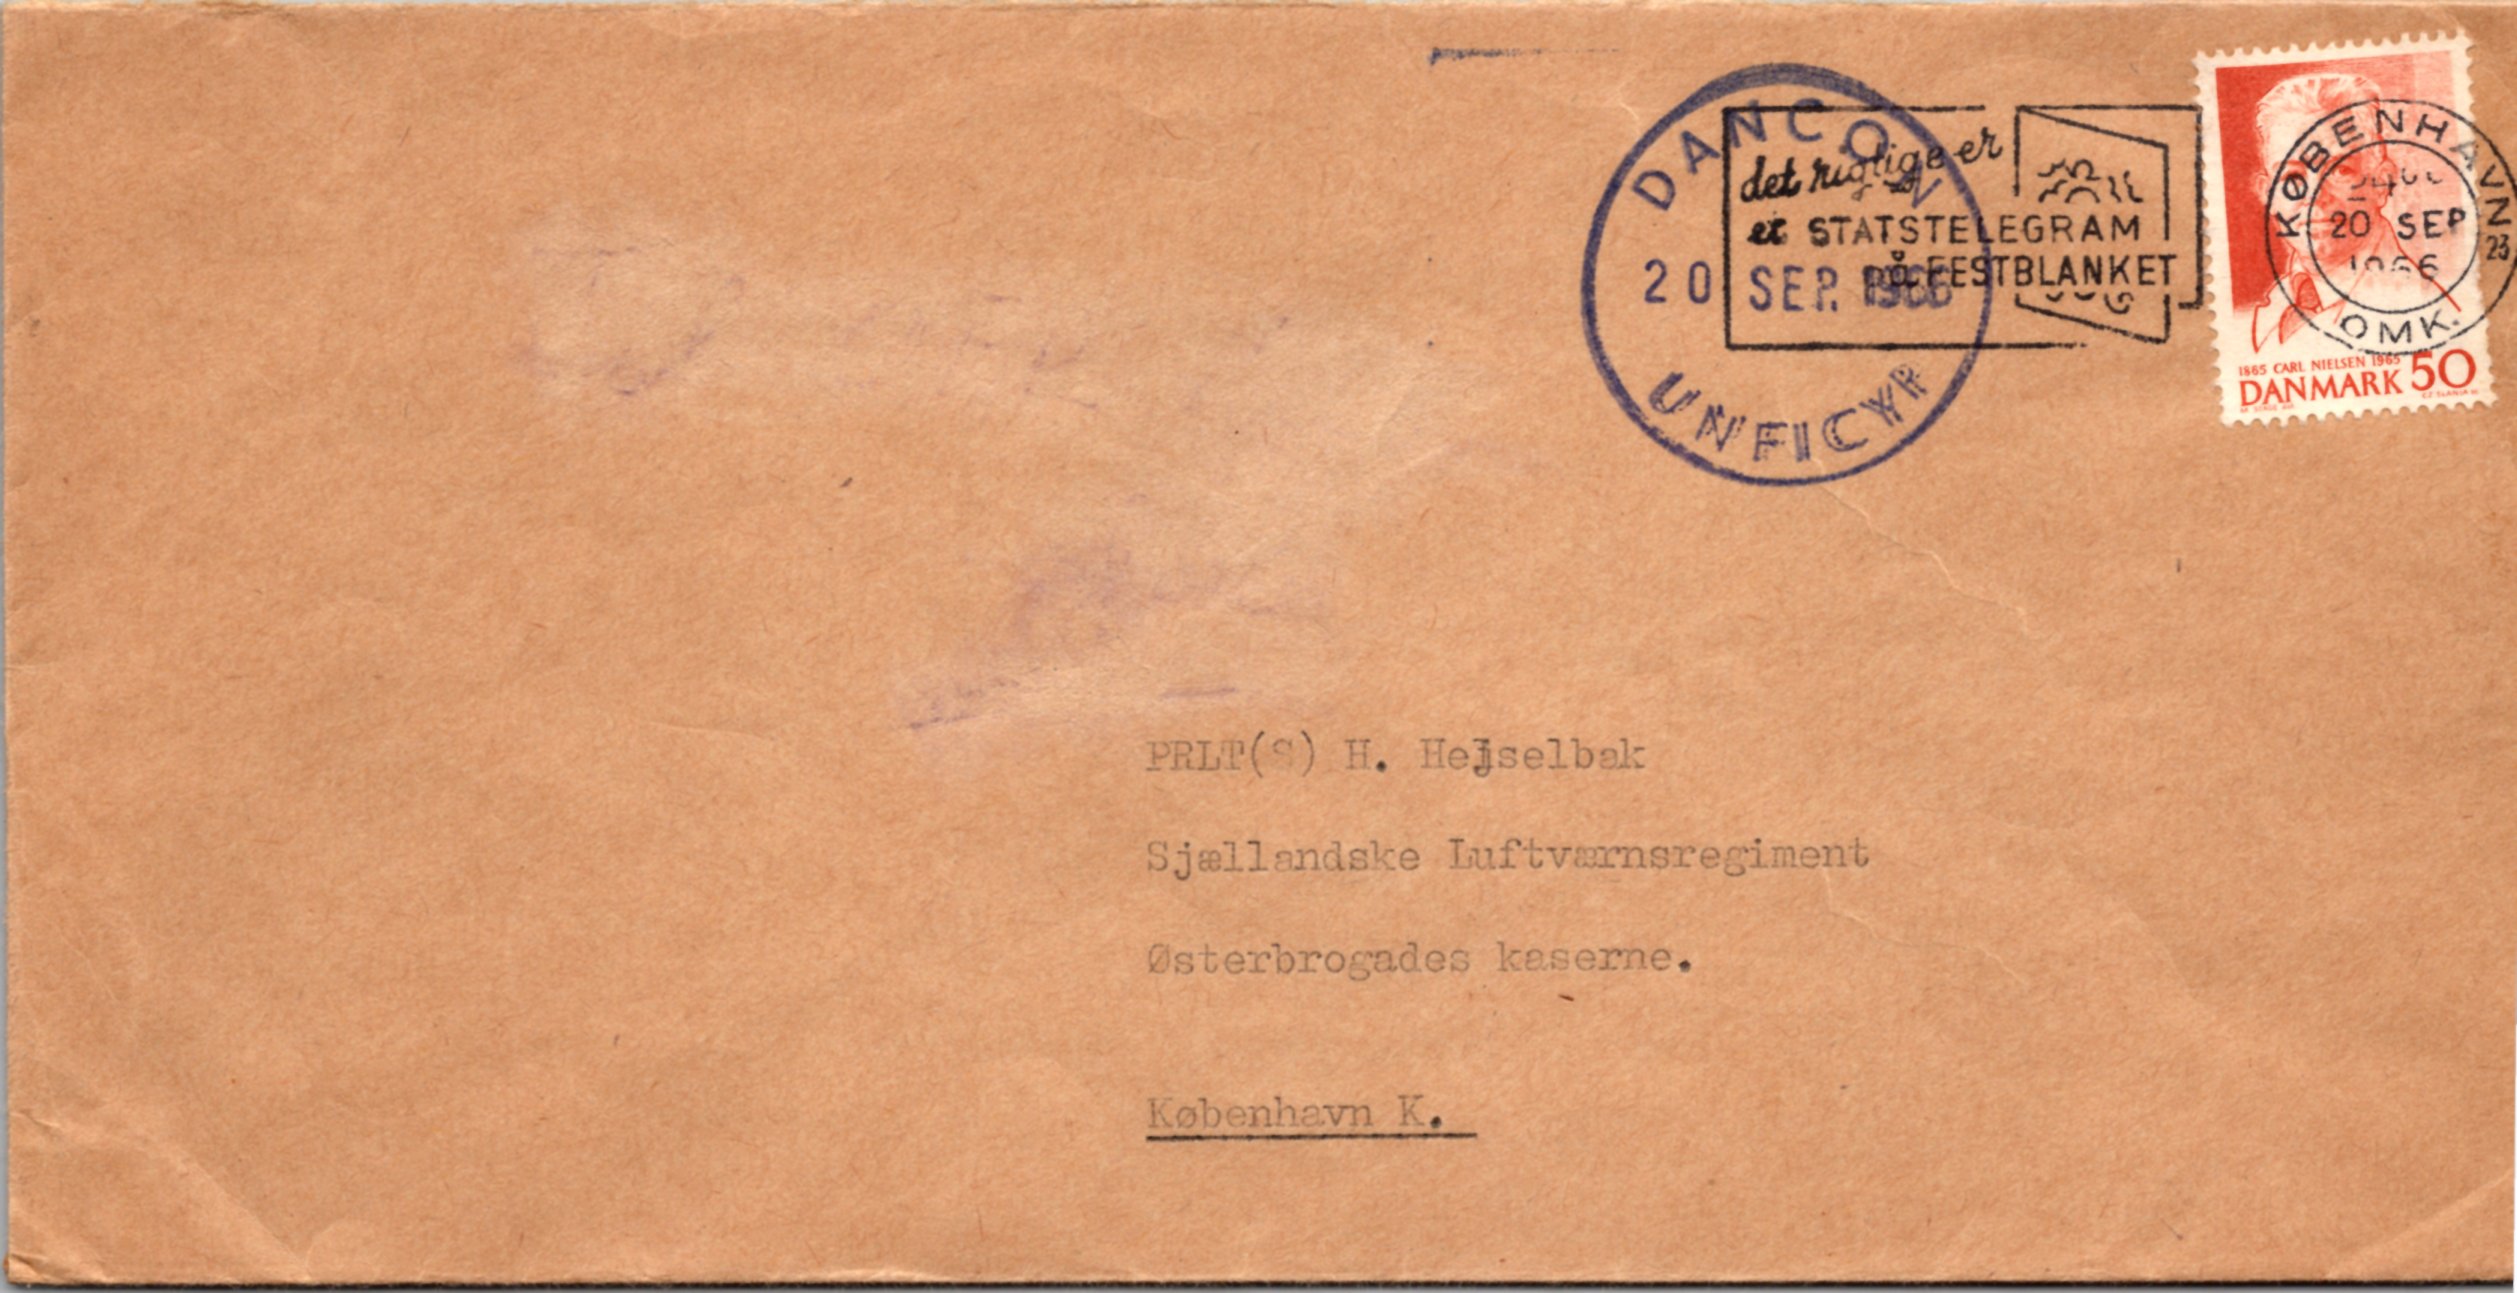 DANCON
20 SEP. 1966
UNFICYP
det rigtige er
et STATSTELEGRAM
på FESTBLANKET
KØBENHAVN
20 SEP
1966
23
OMK.
1865 CARL NIELSEN 1965
DANMARK 50
PRLT(S) H. Hejselbak
Sjællandske Luftværnsregiment
Østerbrogades kaserne.
København K.